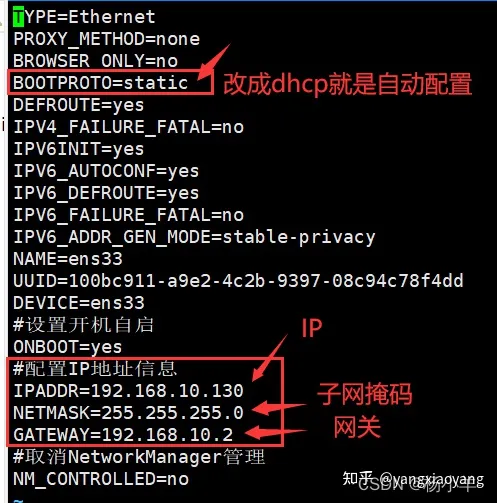 TYPE=Ethernet
PROXY_METHOD=none
BROWSER_ONLY=no
BOOTPROTO=static
改成dhcp就是自动配置
DEFROUTE=yes
IPV4_FAILURE_FATAL=no
IPV6INIT=yes
IPV6_AUTOCONF=yes
IPV6_DEFROUTE=yes
IPV6_FAILURE_FATAL=no
IPV6_ADDR_GEN_MODE=stable-privacy
NAME=ens33
UUID=100bc911-a9e2-4c2b-9397-08c94c78f4dd
DEVICE=ens33
#设置开机自启
ONBOOT=yes
IP
#配置IP地址信息
IPADDR=192.168.10.130
子网掩码
NETMASK=255.255.255.0
网关
GATEWAY=192.168.10.2
#取消NetworkManager管理
NM_CONTROLLED=no
知乎 @yangxiaoyang
~